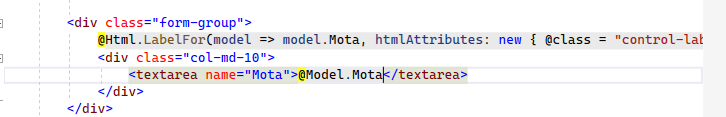 <div class="form-group">
@Html.LabelFor(model => model.Mota, htmlAttributes: new { @class = "control-lab
<div class="col-md-10">
<textarea name="Mota">@Model.Mota</textarea>
</div>
</div>